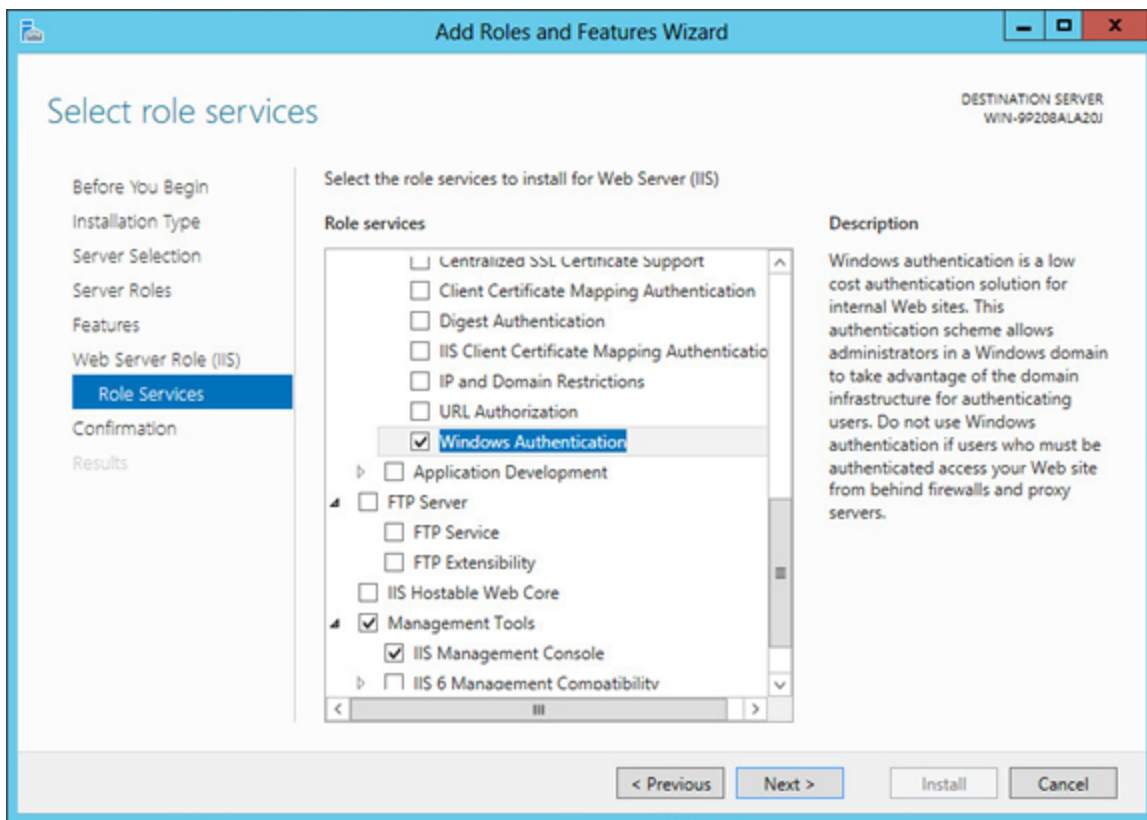 Add Roles and Features Wizard
Select role services
DESTINATION SERVER
WIN-9P208ALA20J
Before You Begin
Installation Type
Server Selection
Server Roles
Features
Web Server Role (IIS)
Role Services
Confirmation
Results
Select the role services to install for Web Server (IIS)
Role services
Centralized SSL Certificate Support
Client Certificate Mapping Authentication
Digest Authentication
IIS Client Certificate Mapping Authenticatio
IP and Domain Restrictions
URL Authorization
Windows Authentication
Application Development
FTP Server
FTP Service
FTP Extensibility
IIS Hostable Web Core
Management Tools
IIS Management Console
IIS 6 Management Compatibility
Description
Windows authentication is a low
cost authentication solution for
internal Web sites. This
authentication scheme allows
administrators in a Windows domain
to take advantage of the domain
infrastructure for authenticating
users. Do not use Windows
authentication if users who must be
authenticated access your Web site
from behind firewalls and proxy
servers.
< Previous
Next >
Install
Cancel